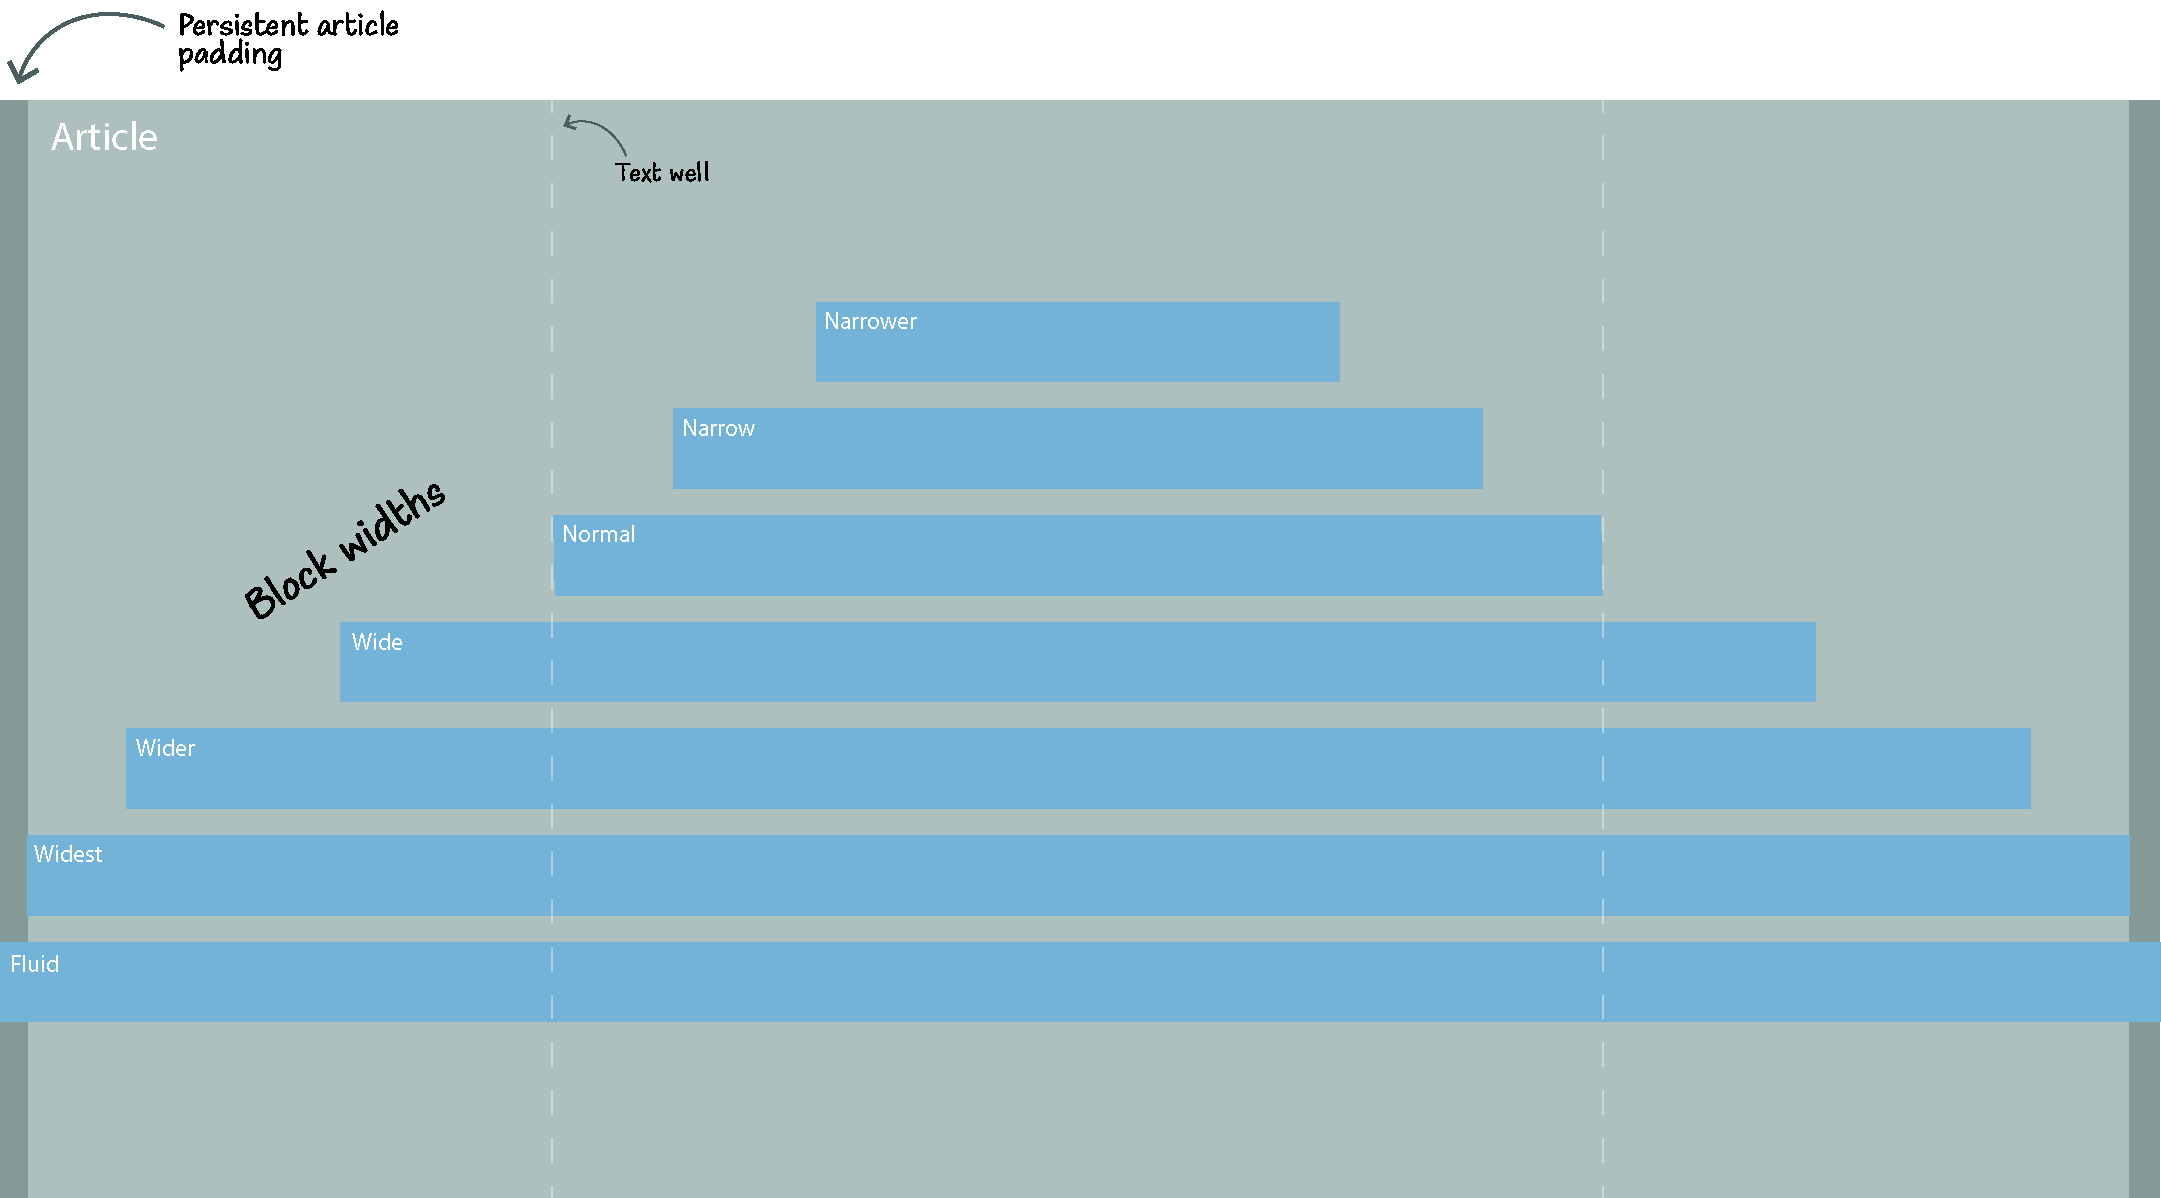 Persistent article
padding
Article
Text well
Narrower
Narrow
Block widths
Normal
Wide
Wider
Widest
Fluid